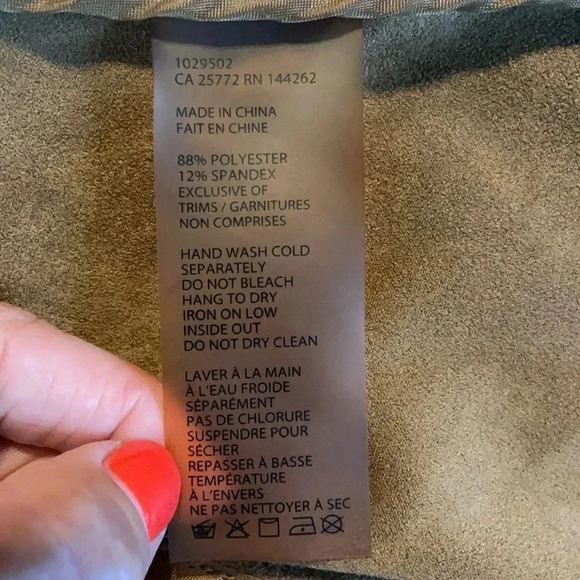 1029502
CA 25772 RN 144262
MADE IN CHINA
FAIT EN CHINE
88% POLYESTER
12% SPANDEX
EXCLUSIVE OF
TRIMS / GARNITURES
NON COMPRISES
HAND WASH COLD
SEPARATELY
DO NOT BLEACH
HANG TO DRY
IRON ON LOW
INSIDE OUT
DO NOT DRY CLEAN
LAVER À LA MAIN
À L'EAU FROIDE
SÉPARÉMENT
PAS DE CHLORURE
SUSPENDRE POUR
SÉCHER
REPASSER À BASSE
TEMPÉRATURE
À L'ENVERS
NE PAS NETTOYER À SEC